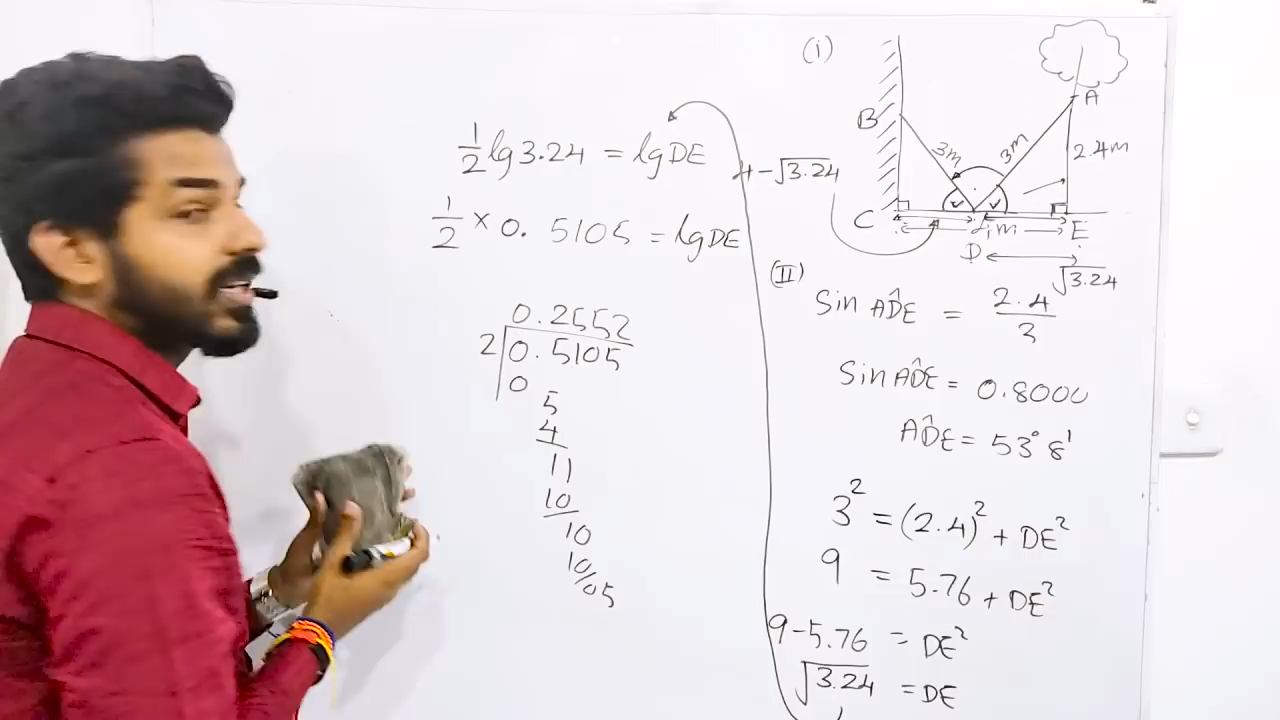 1/2 lg 3.24 = lg DE
1/2 × 0.5105 = lg DE
0.2552
2 0.5105
0
5
4
11
10
10
10
05
(i)
A
B
3m
3m
2.4m
4-√3.24
C
E
D
√3.24
(II)
Sin AD̂E = 2.4/3
Sin AD̂E = 0.8000
AD̂E = 53°8'
3² = (2.4)² + DE²
9 = 5.76 + DE²
9-5.76 = DE²
√3.24 = DE